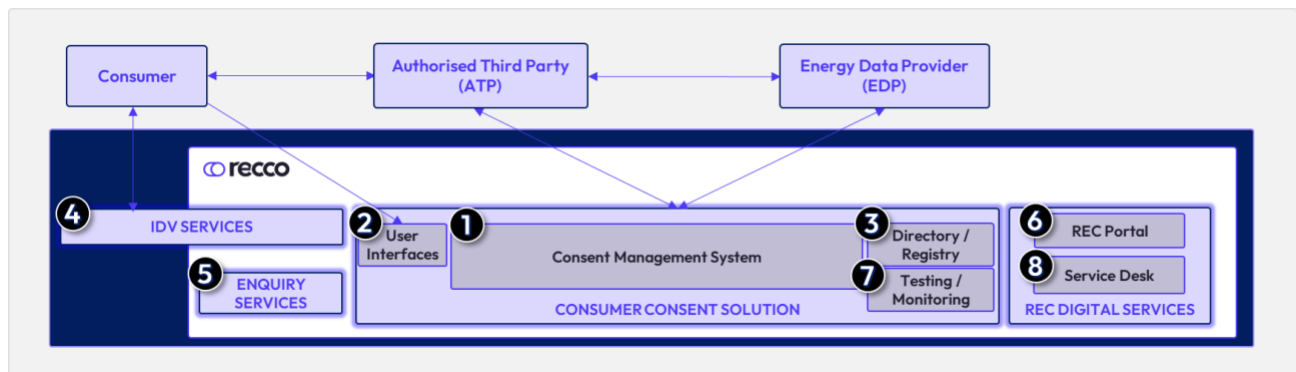 Consumer
Authorised Third Party
(ATP)
Energy Data Provider
(EDP)
recco
4
IDV SERVICES
5
ENQUIRY
SERVICES
2
User
Interfaces
1
Consent Management System
3
Directory /
Registry
7
Testing /
Monitoring
CONSUMER CONSENT SOLUTION
6
REC Portal
8
Service Desk
REC DIGITAL SERVICES